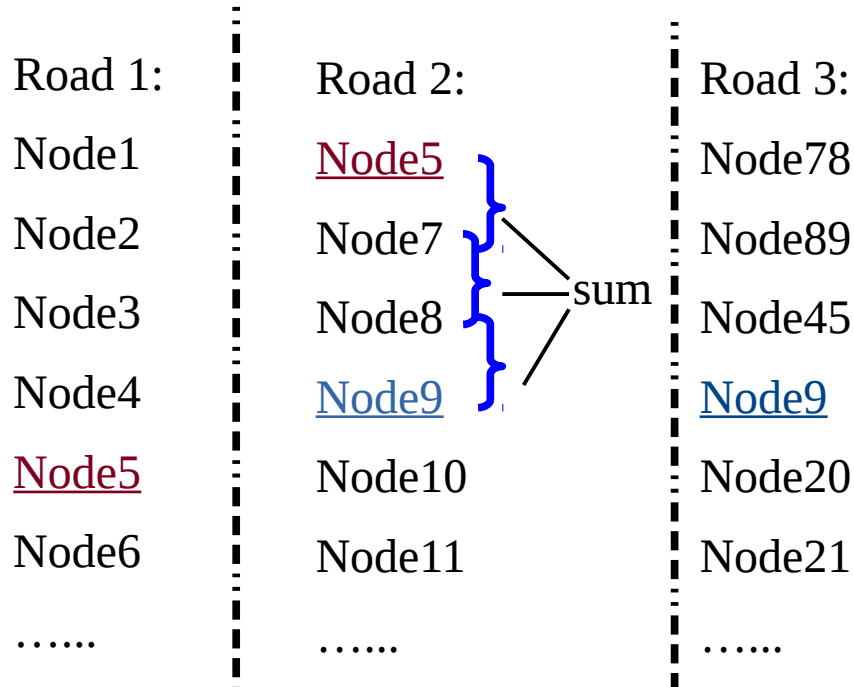 Road 1:
Node1
Node2
Node3
Node4
Node5
Node6
…...
Road 2:
Node5
Node7
Node8
Node9
Node10
Node11
…...
sum
Road 3:
Node78
Node89
Node45
Node9
Node20
Node21
…...